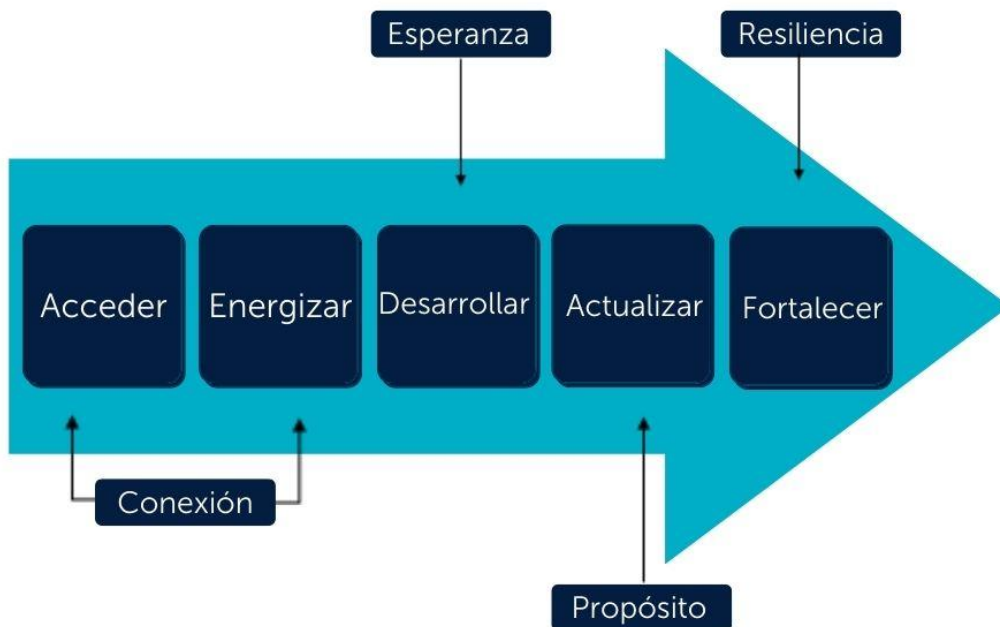 Esperanza
Resiliencia
Acceder
Energizar
Desarrollar
Actualizar
Fortalecer
Conexión
Propósito